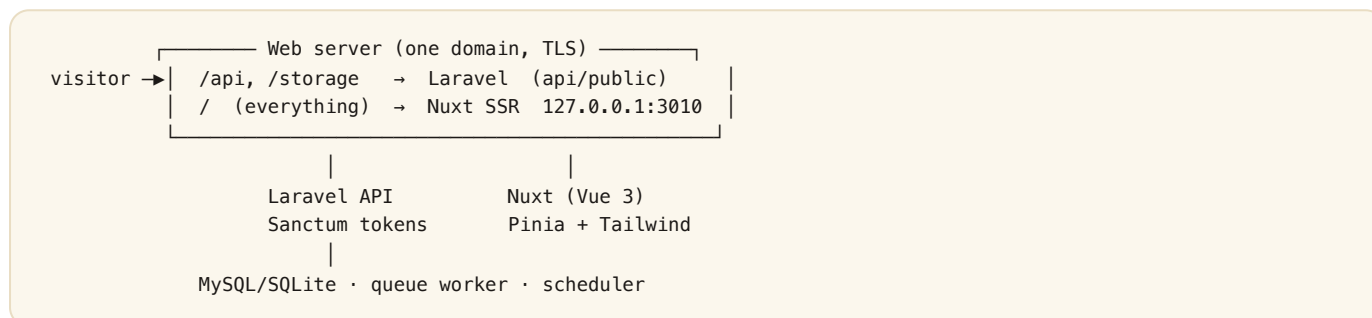 Web server (one domain, TLS)
visitor → /api, /storage → Laravel (api/public)
/ (everything) → Nuxt SSR 127.0.0.1:3010
Laravel API Nuxt (Vue 3)
Sanctum tokens Pinia + Tailwind
MySQL/SQLite · queue worker · scheduler